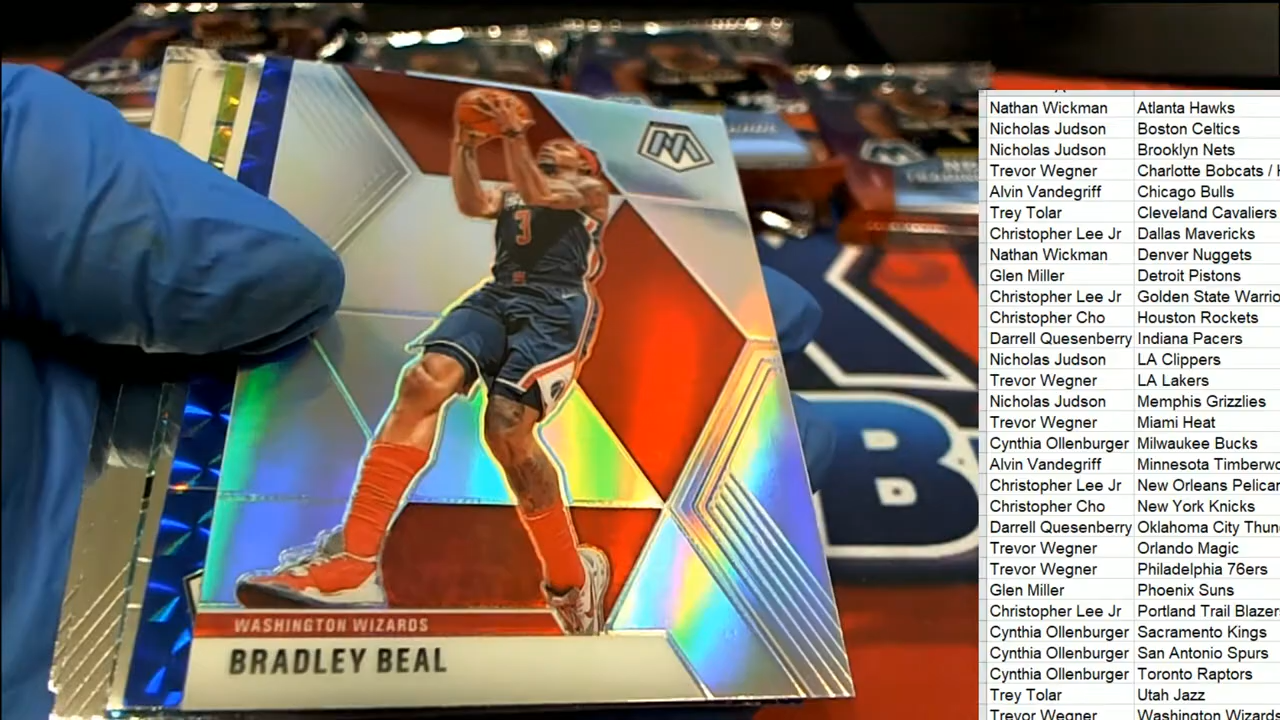 3
WASHINGTON WIZARDS
BRADLEY BEAL
B
Nathan Wickman Atlanta Hawks
Nicholas Judson Boston Celtics
Nicholas Judson Brooklyn Nets
Trevor Wegner Charlotte Bobcats / H
Alvin Vandegriff Chicago Bulls
Trey Tolar Cleveland Cavaliers
Christopher Lee Jr Dallas Mavericks
Nathan Wickman Denver Nuggets
Glen Miller Detroit Pistons
Christopher Lee Jr Golden State Warrio
Christopher Cho Houston Rockets
Darrell Quesenberry Indiana Pacers
Nicholas Judson LA Clippers
Trevor Wegner LA Lakers
Nicholas Judson Memphis Grizzlies
Trevor Wegner Miami Heat
Cynthia Ollenburger Milwaukee Bucks
Alvin Vandegriff Minnesota Timberwo
Christopher Lee Jr New Orleans Pelican
Christopher Cho New York Knicks
Darrell Quesenberry Oklahoma City Thun
Trevor Wegner Orlando Magic
Trevor Wegner Philadelphia 76ers
Glen Miller Phoenix Suns
Christopher Lee Jr Portland Trail Blazer
Cynthia Ollenburger Sacramento Kings
Cynthia Ollenburger San Antonio Spurs
Cynthia Ollenburger Toronto Raptors
Trey Tolar Utah Jazz
Trevor Wegner Washington Wizards